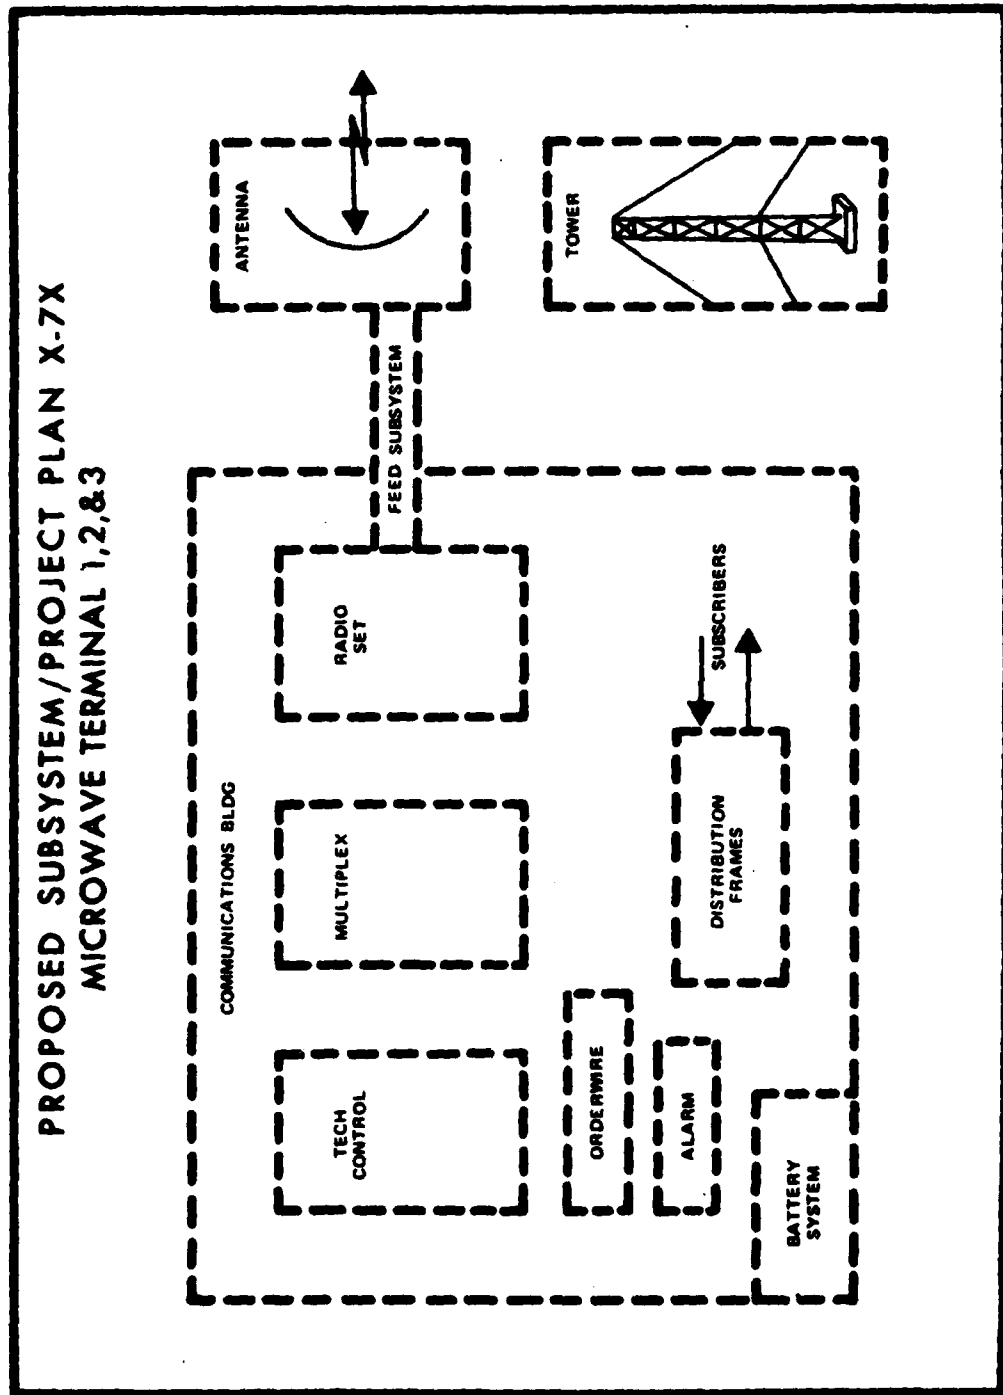 PROPOSED SUBSYSTEM/PROJECT PLAN X-7X
MICROWAVE TERMINAL 1,2,&3
COMMUNICATIONS BLDG
TECH
CONTROL
MULTIPLEX
RADIO
SET
FEED SUBSYSTEM
ANTENNA
ORDERWIRE
ALARM
BATTERY
SYSTEM
DISTRIBUTION
FRAMES
SUBSCRIBERS
TOWER